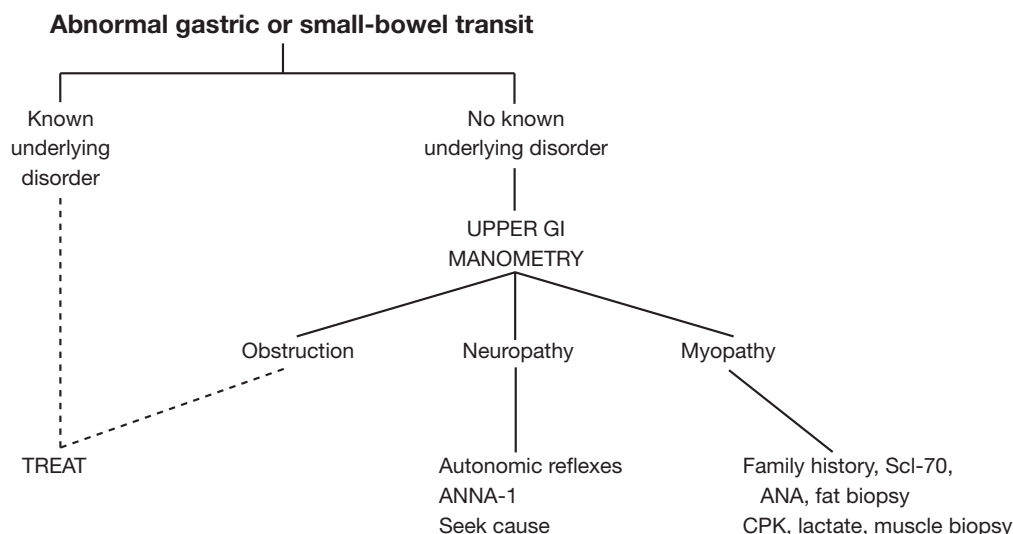 Abnormal gastric or small-bowel transit
Known
underlying
disorder
No known
underlying disorder
UPPER GI
MANOMETRY
Obstruction
Neuropathy
Myopathy
TREAT
Autonomic reflexes
ANNA-1
Seek cause
Family history, Scl-70,
ANA, fat biopsy
CPK, lactate, muscle biopsy